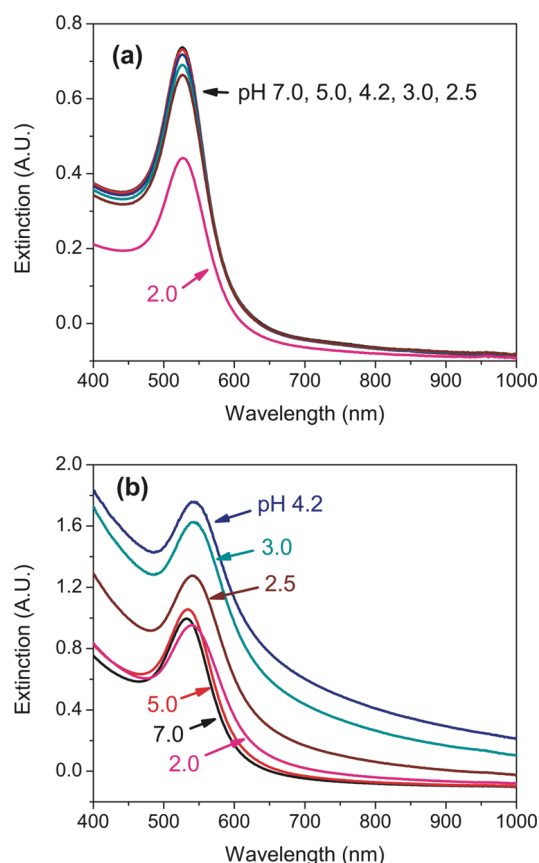 (a)
pH 7.0, 5.0, 4.2, 3.0, 2.5
2.0
Extinction (A.U.)
0.8
0.6
0.4
0.2
0.0
400 500 600 700 800 900 1000
Wavelength (nm)
(b)
pH 4.2
3.0
2.5
5.0
7.0
2.0
Extinction (A.U.)
2.0
1.6
1.2
0.8
0.4
0.0
400 500 600 700 800 900 1000
Wavelength (nm)